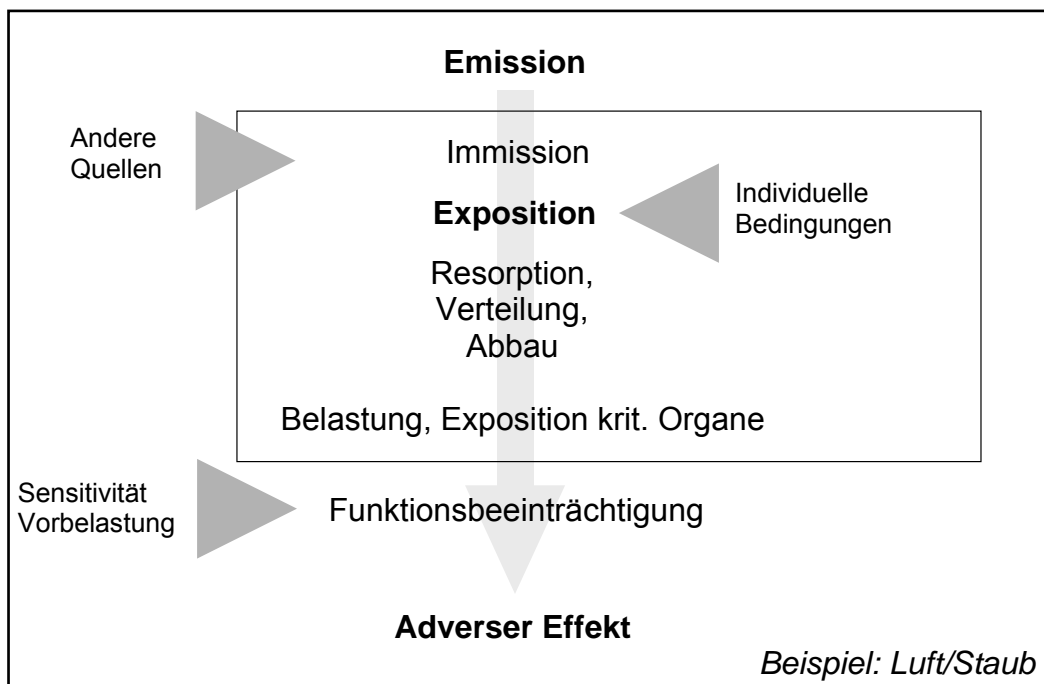 Emission
Andere
Quellen
Immission
Exposition
Individuelle
Bedingungen
Resorption,
Verteilung,
Abbau
Belastung, Exposition krit. Organe
Sensitivität
Vorbelastung
Funktionsbeeinträchtigung
Adverser Effekt
Beispiel: Luft/Staub